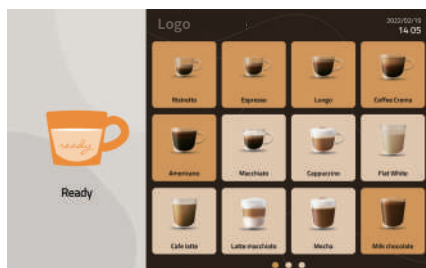 Logo
2022/02/19
14 05
ready
Ready
Ristretto
Espresso
Lungo
Coffee Crema
Americano
Macchiato
Cappuccino
Flat White
Cafe latte
Latte macchiato
Mocha
Milk chocolate